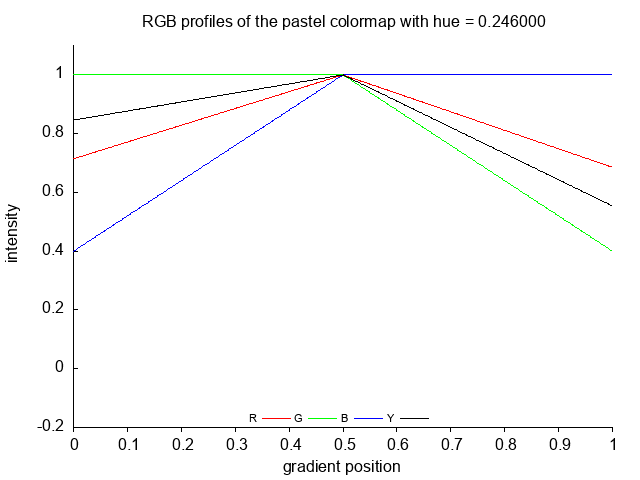 RGB profiles of the pastel colormap with hue = 0.246000
1
0.8
0.6
0.4
0.2
0
-0.2
intensity
R G B Y
0 0.1 0.2 0.3 0.4 0.5 0.6 0.7 0.8 0.9 1
gradient position